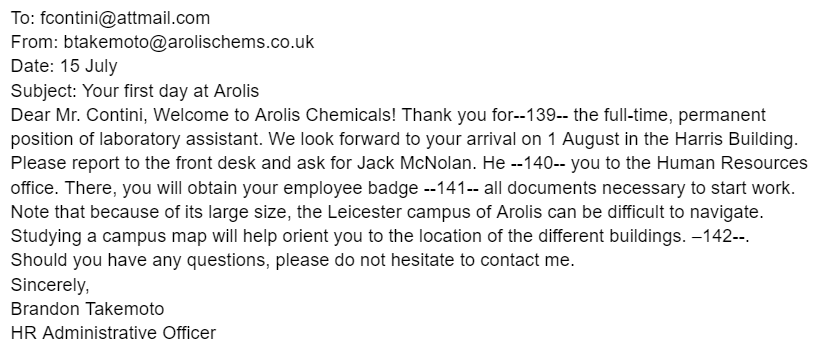 To: fcontini@attmail.com
From: btakemoto@arolischems.co.uk
Date: 15 July
Subject: Your first day at Arolis
Dear Mr. Contini, Welcome to Arolis Chemicals! Thank you for--139-- the full-time, permanent
position of laboratory assistant. We look forward to your arrival on 1 August in the Harris Building.
Please report to the front desk and ask for Jack McNolan. He --140-- you to the Human Resources
office. There, you will obtain your employee badge --141-- all documents necessary to start work.
Note that because of its large size, the Leicester campus of Arolis can be difficult to navigate.
Studying a campus map will help orient you to the location of the different buildings. –142--.
Should you have any questions, please do not hesitate to contact me.
Sincerely,
Brandon Takemoto
HR Administrative Officer